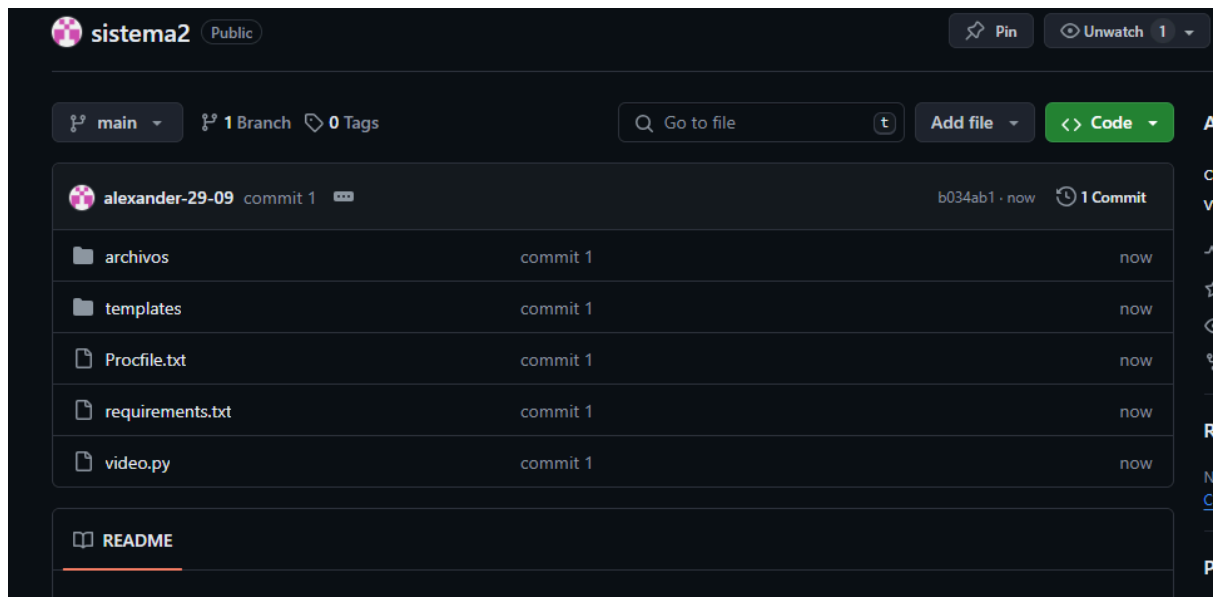 sistema2 Public Pin Unwatch 1
main 1 Branch 0 Tags Go to file t Add file <> Code
alexander-29-09 commit 1 b034ab1 · now 1 Commit
archivos commit 1 now
templates commit 1 now
Procfile.txt commit 1 now
requirements.txt commit 1 now
video.py commit 1 now
README